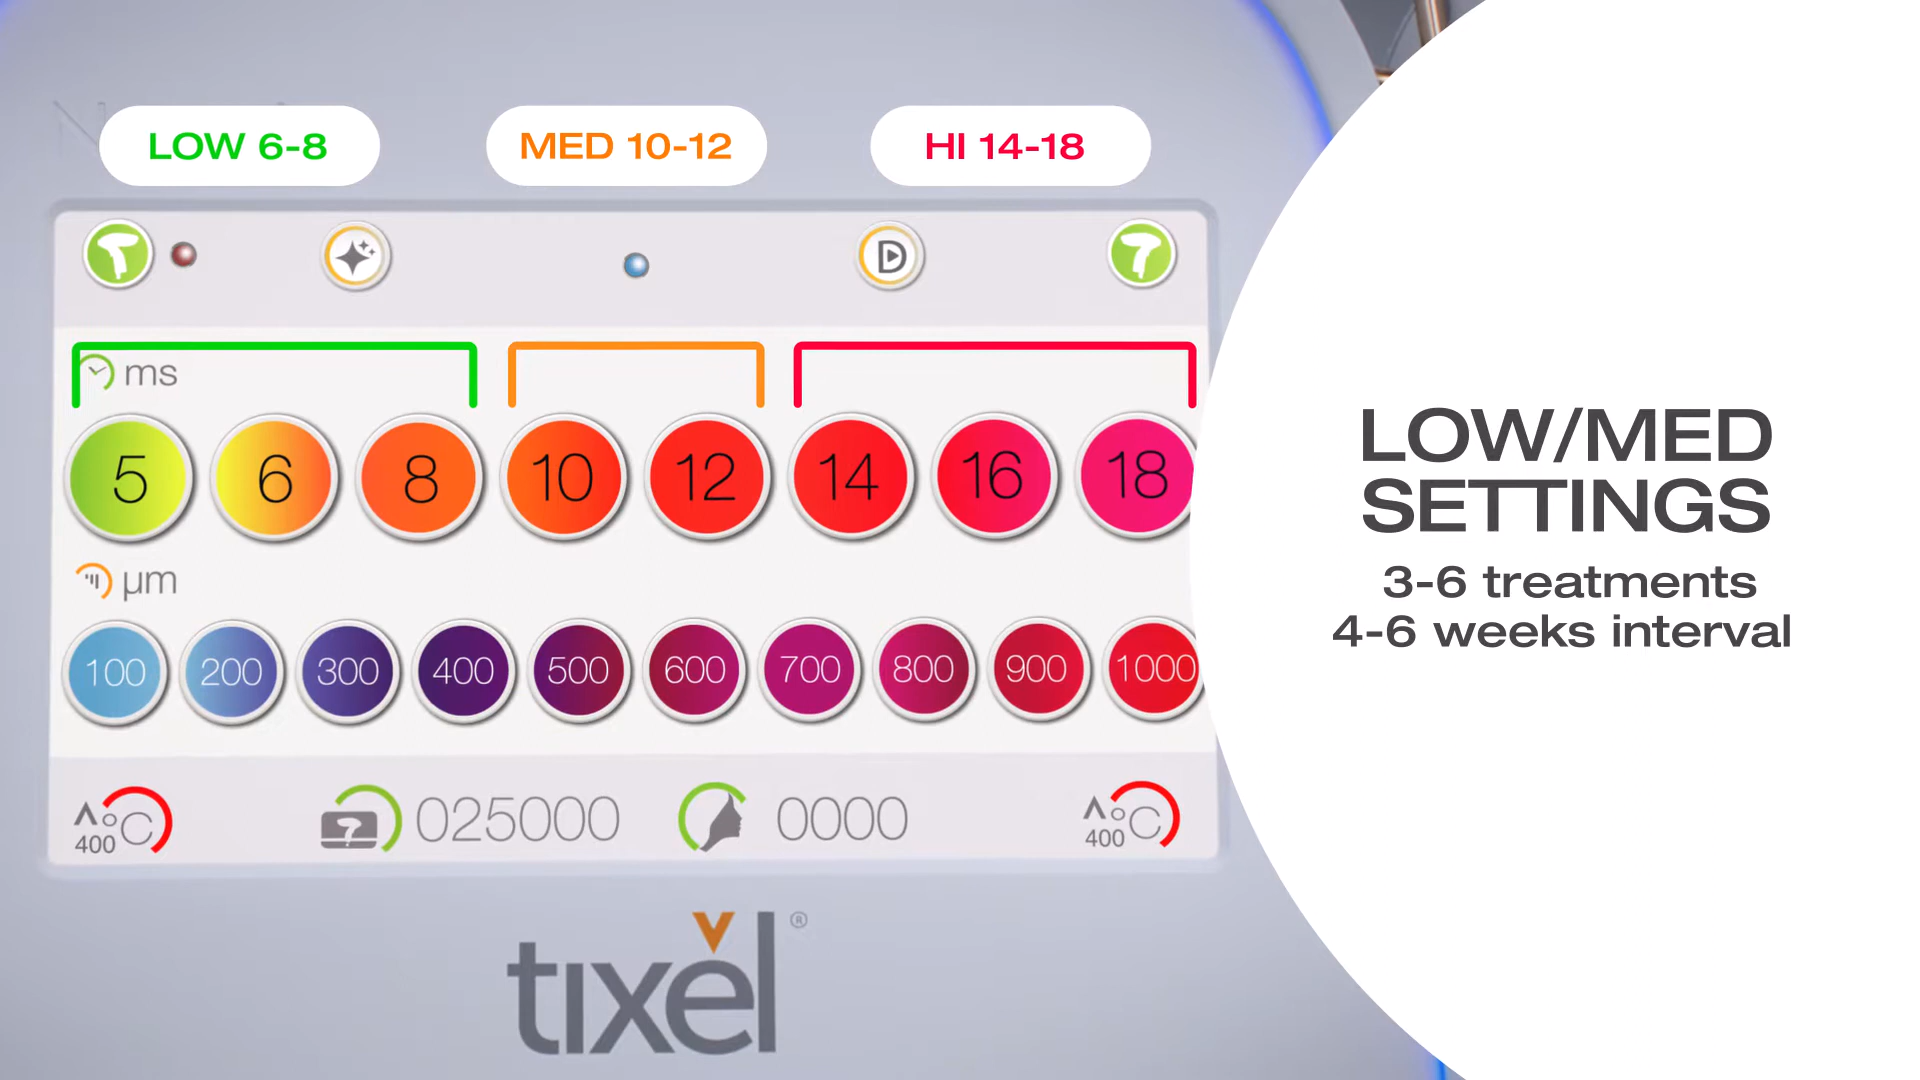 LOW 6-8
MED 10-12
HI 14-18
ms
5 6 8 10 12 14 16 18
µm
100 200 300 400 500 600 700 800 900 1000
400
°C
025000
0000
400
°C
tixel ®
LOW/MED
SETTINGS
3-6 treatments
4-6 weeks interval